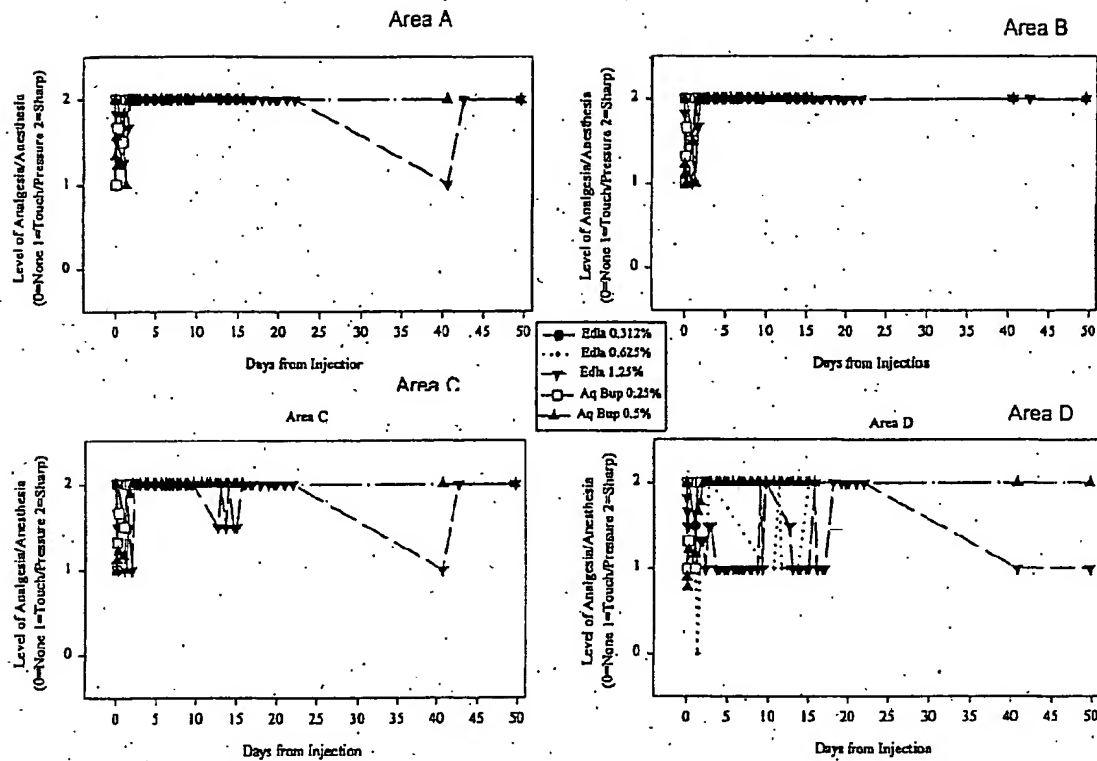 Area A
Level of Analgesia/Anesthesia
(0=None 1=Touch/Pressure 2=Sharp)
2
1
0
0 5 10 15 20 25 30 35 40 45 50
Days from Injection
Area B
Level of Analgesia/Anesthesia
(0=None 1=Touch/Pressure 2=Sharp)
2
1
0
0 5 10 15 20 25 30 35 40 45 50
Days from Injection
Edla 0.312%
Edla 0.625%
Edla 1.25%
Aq Bup 0.25%
Aq Bup 0.5%
Area C
Area C
Level of Analgesia/Anesthesia
(0=None 1=Touch/Pressure 2=Sharp)
2
1
0
0 5 10 15 20 25 30 35 40 45 50
Days from Injection
Area D
Area D
Level of Analgesia/Anesthesia
(0=None 1=Touch/Pressure 2=Sharp)
2
1
0
0 5 10 15 20 25 30 35 40 45 50
Days from Injection